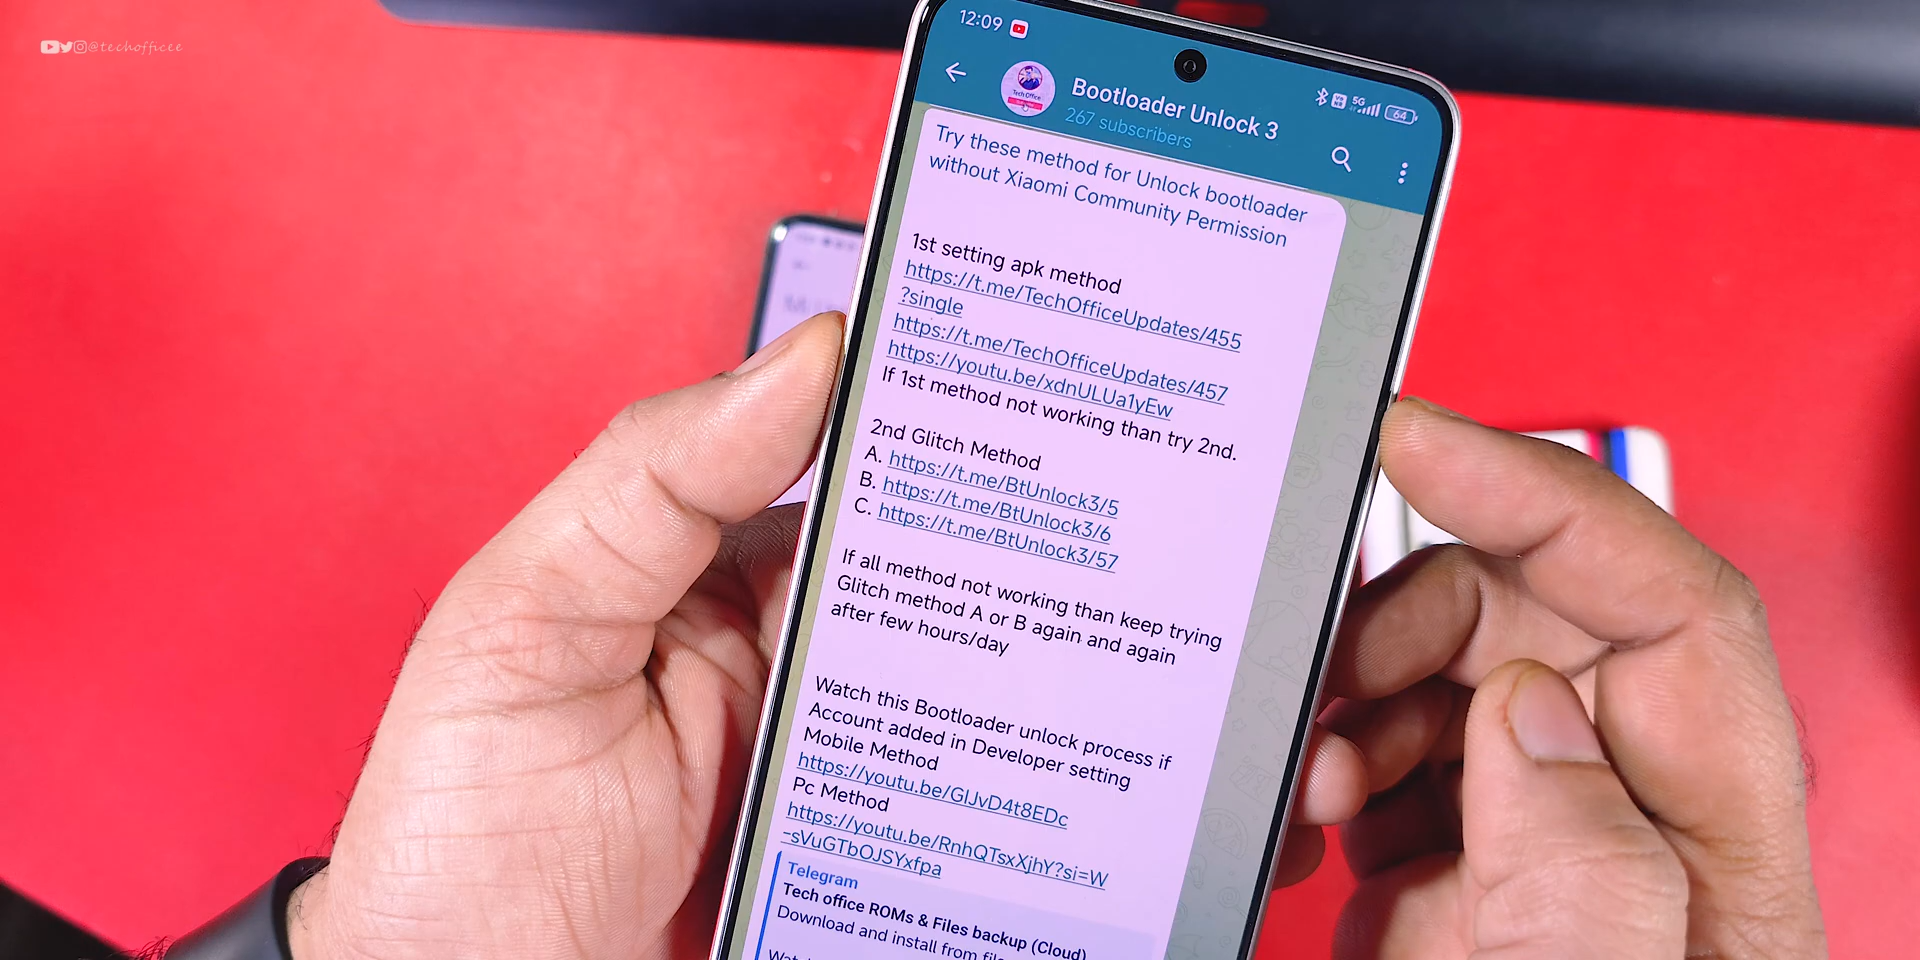 @techofficee
12:09
5G
64
Tech Office
Bootloader Unlock 3
267 subscribers
Try these method for Unlock bootloader
without Xiaomi Community Permission
1st setting apk method
https://t.me/TechOfficeUpdates/455
?single
https://t.me/TechOfficeUpdates/457
https://youtu.be/xdnULUa1yEw
If 1st method not working than try 2nd.
2nd Glitch Method
A. https://t.me/BtUnlock3/5
B. https://t.me/BtUnlock3/6
C. https://t.me/BtUnlock3/57
If all method not working than keep trying
Glitch method A or B again and again
after few hours/day
Watch this Bootloader unlock process if
Account added in Developer setting
Mobile Method
https://youtu.be/GlJvD4t8EDc
Pc Method
https://youtu.be/RnhQTsxXjhY?si=W
-sVuGTbOJSYxfpa
Telegram
Tech office ROMs & Files backup (Cloud)
Download and install from